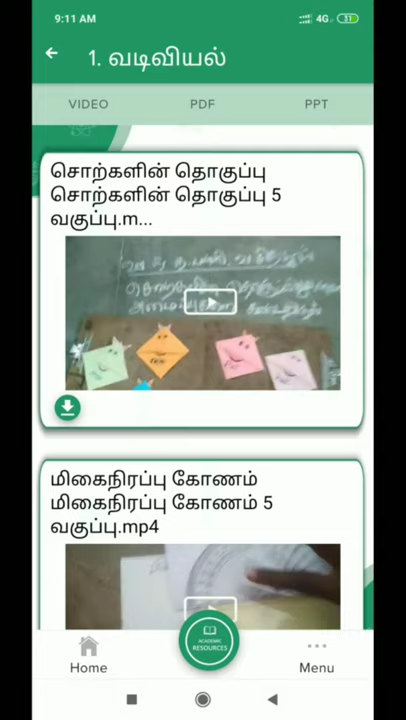 9:11 AM
4G
31
1. வடிவியல்
VIDEO
PDF
PPT
சொற்களின் தொகுப்பு
சொற்களின் தொகுப்பு 5
வகுப்பு.m...
மிகைநிரப்பு கோணம்
மிகைநிரப்பு கோணம் 5
வகுப்பு.mp4
ACADEMIC
RESOURCES
Home
Menu